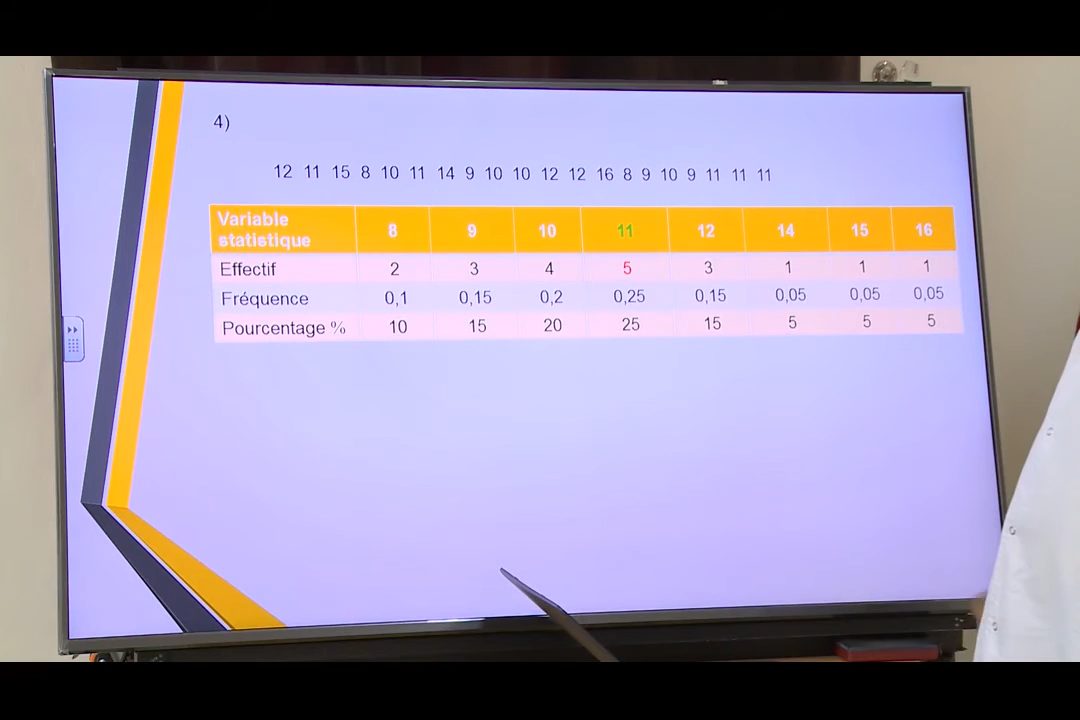 4)
12 11 15 8 10 11 14 9 10 10 12 12 16 8 9 10 9 11 11 11
Variable statistique 8 9 10 11 12 14 15 16
Effectif 2 3 4 5 3 1 1 1
Fréquence 0,1 0,15 0,2 0,25 0,15 0,05 0,05 0,05
Pourcentage % 10 15 20 25 15 5 5 5